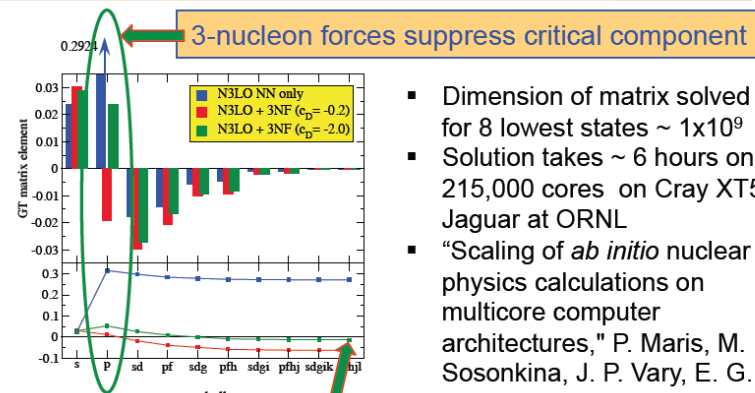 3-nucleon forces suppress critical component
0.2924
N3LO NN only
N3LO + 3NF (cD= -0.2)
N3LO + 3NF (cD= -2.0)
GT matrix element
0.03
0.02
0.01
0
-0.01
-0.02
-0.03
0.3
0.2
0.1
0
-0.1
s p sd pf sdg pfh sdgi pfhj sdgik
▪ Dimension of matrix solved
for 8 lowest states ~ 1x10⁹
▪ Solution takes ~ 6 hours on
215,000 cores on Cray XT5
Jaguar at ORNL
▪ “Scaling of ab initio nuclear
physics calculations on
multicore computer
architectures," P. Maris, M.
Sosonkina, J. P. Vary, E. G.